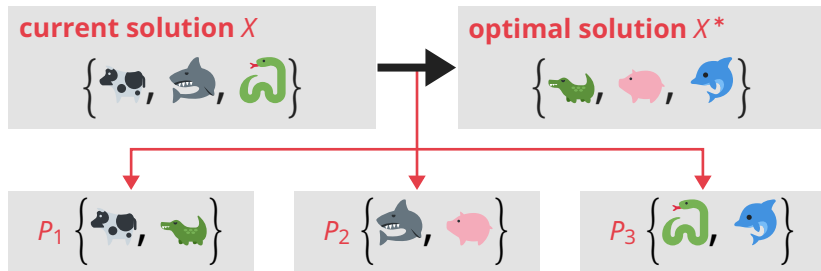 current solution X
optimal solution X*
{ , , }
{ , , }
P1 { , }
P2 { , }
P3 { , }